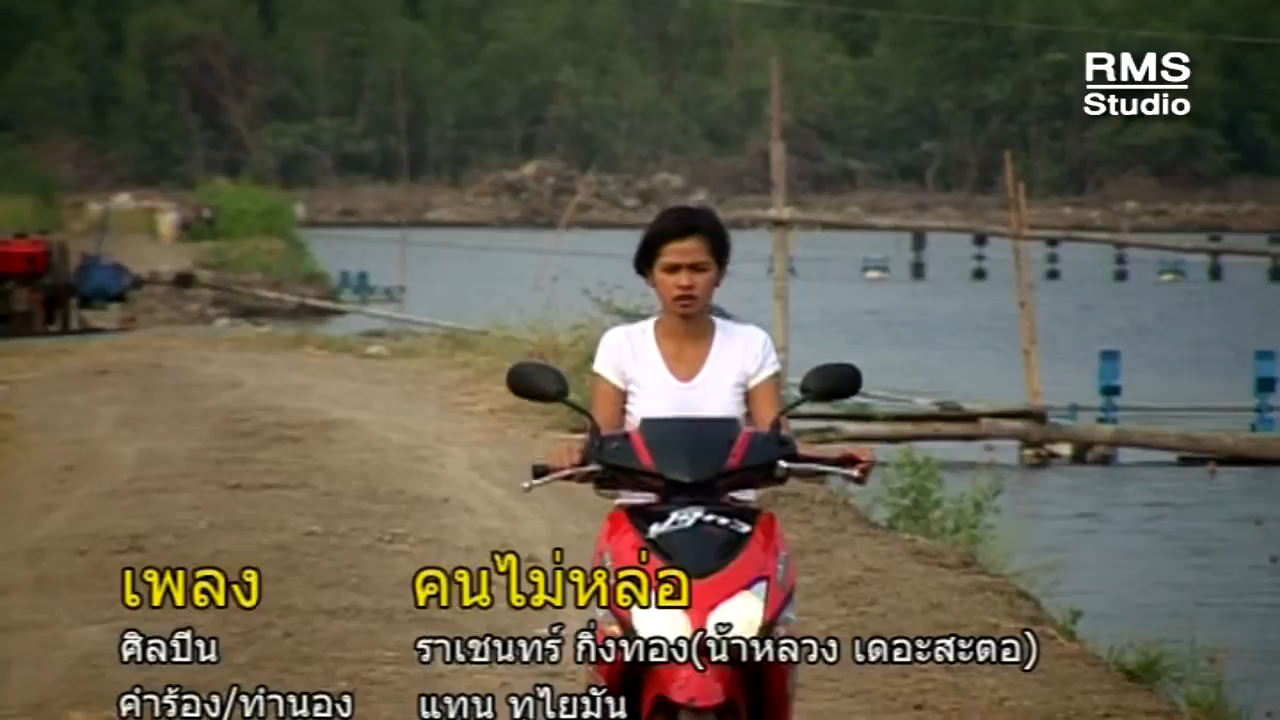 RMS
Studio
เพลง คนไม่หล่อ
ศิลปิน ราเชนทร์ กิ่งทอง(น้าหลวง เดอะสะตอ)
คำร้อง/ทำนอง แทน ทไยมัน